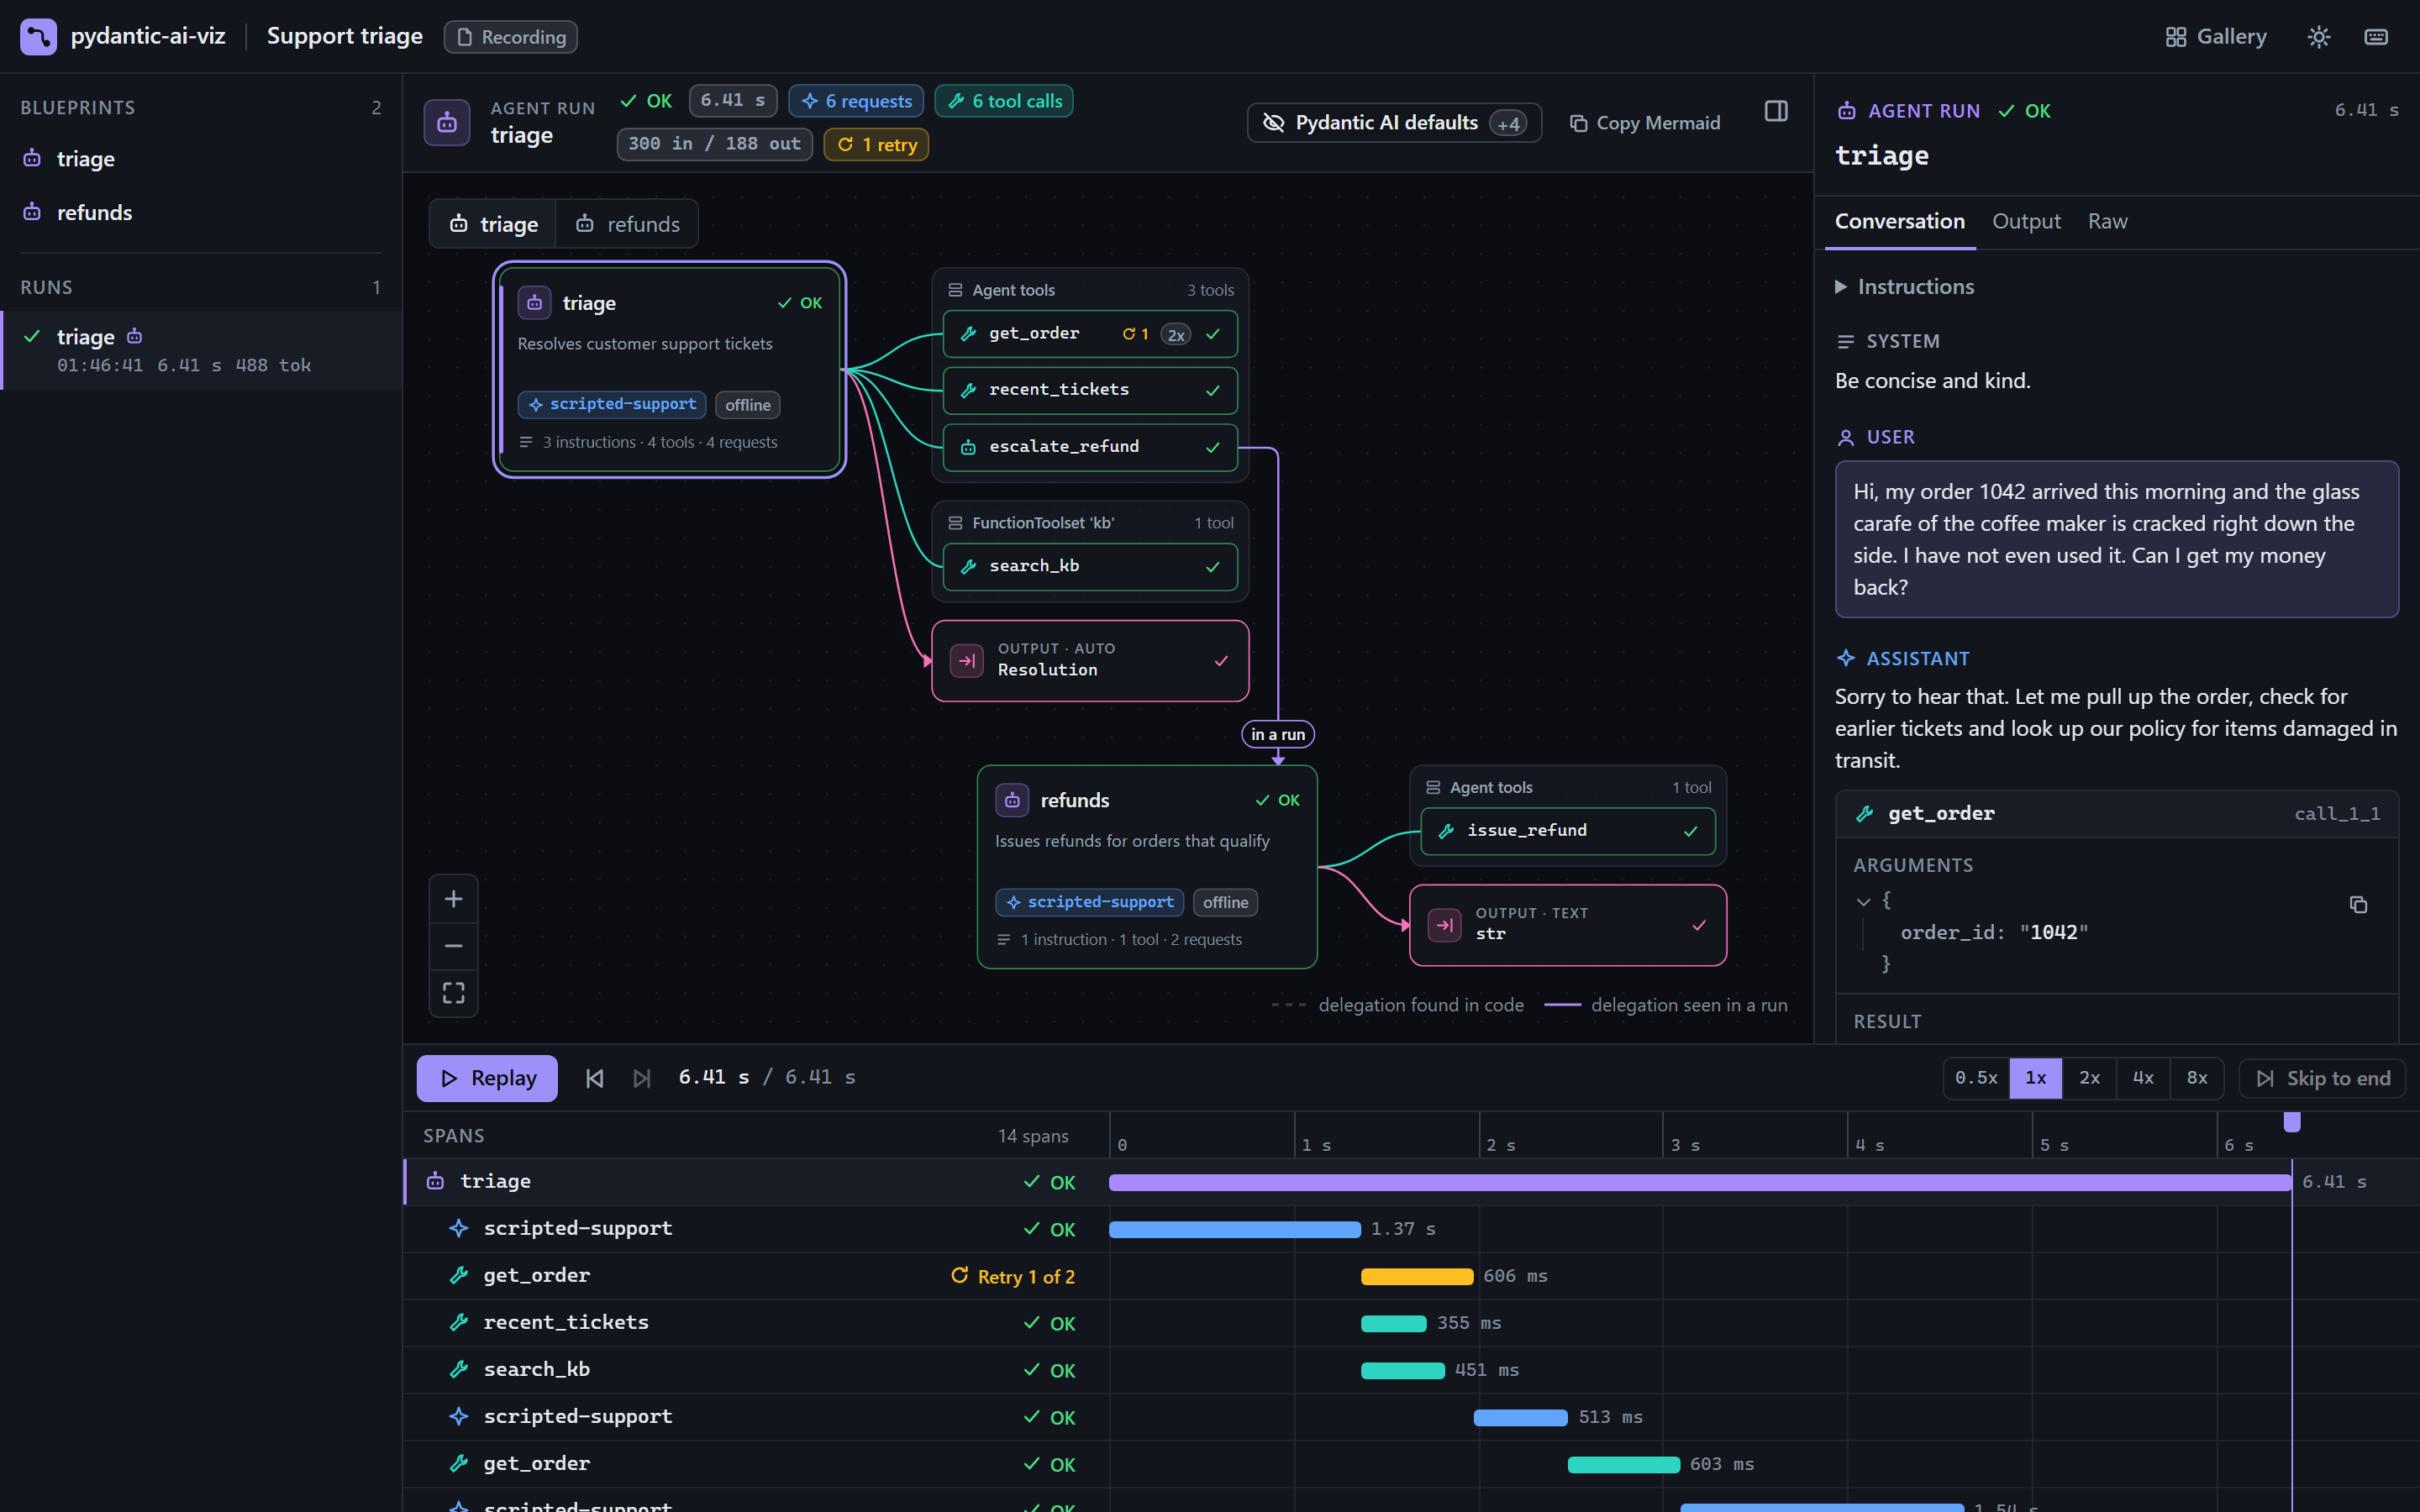 pydantic-ai-viz
Support triage
Recording
Gallery
BLUEPRINTS 2
triage
refunds
RUNS 1
triage
01:46:41 6.41 s 488 tok
AGENT RUN
triage
OK 6.41 s 6 requests 6 tool calls
300 in / 188 out 1 retry
Pydantic AI defaults +4
Copy Mermaid
triage refunds
triage OK
Resolves customer support tickets
scripted-support offline
3 instructions · 4 tools · 4 requests
Agent tools 3 tools
get_order 1 2x
recent_tickets
escalate_refund
FunctionToolset 'kb' 1 tool
search_kb
OUTPUT · AUTO
Resolution
in a run
refunds OK
Issues refunds for orders that qualify
scripted-support offline
1 instruction · 1 tool · 2 requests
Agent tools 1 tool
issue_refund
OUTPUT · TEXT
str
delegation found in code delegation seen in a run
AGENT RUN OK 6.41 s
triage
Conversation Output Raw
Instructions
SYSTEM
Be concise and kind.
USER
Hi, my order 1042 arrived this morning and the glass
carafe of the coffee maker is cracked right down the
side. I have not even used it. Can I get my money
back?
ASSISTANT
Sorry to hear that. Let me pull up the order, check for
earlier tickets and look up our policy for items damaged in
transit.
get_order call_1_1
ARGUMENTS
{
order_id: "1042"
}
RESULT
Replay 6.41 s / 6.41 s
0.5x 1x 2x 4x 8x Skip to end
SPANS 14 spans
0 1 s 2 s 3 s 4 s 5 s 6 s
triage OK 6.41 s
scripted-support OK 1.37 s
get_order Retry 1 of 2 606 ms
recent_tickets OK 355 ms
search_kb OK 451 ms
scripted-support OK 513 ms
get_order OK 603 ms
scripted-support OK 1.54 s